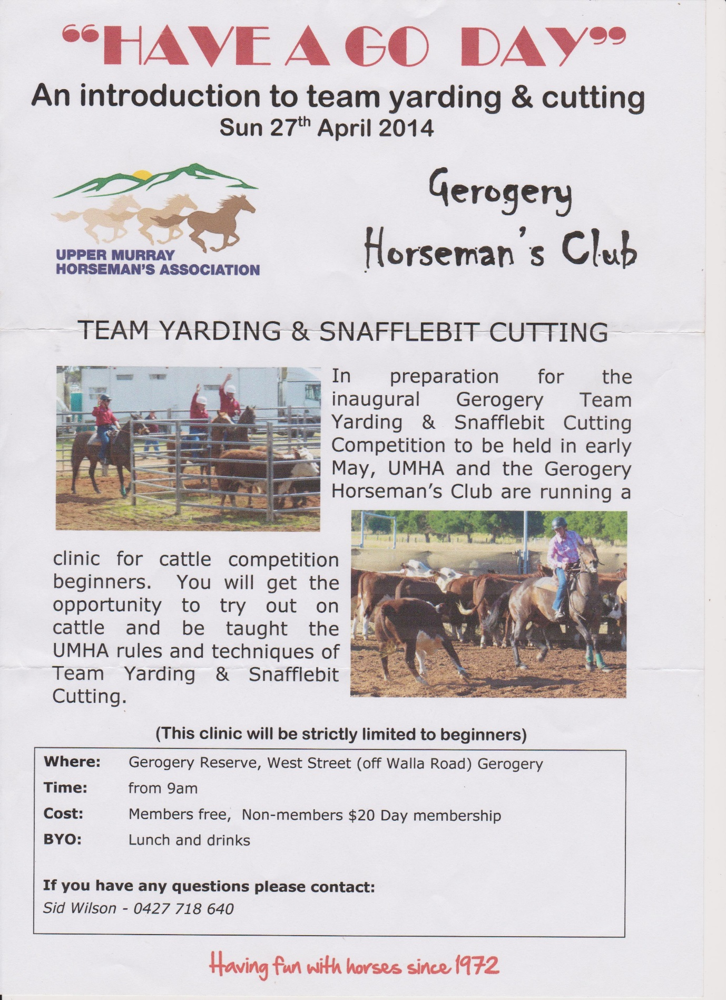 “HAVE A GO DAY”
An introduction to team yarding & cutting
Sun 27th April 2014
Gerogery
Horseman's Club
UPPER MURRAY
HORSEMAN'S ASSOCIATION
TEAM YARDING & SNAFFLEBIT CUTTING
In preparation for the
inaugural Gerogery Team
Yarding & Snafflebit Cutting
Competition to be held in early
May, UMHA and the Gerogery
Horseman's Club are running a
clinic for cattle competition
beginners. You will get the
opportunity to try out on
cattle and be taught the
UMHA rules and techniques of
Team Yarding & Snafflebit
Cutting.
(This clinic will be strictly limited to beginners)
Where: Gerogery Reserve, West Street (off Walla Road) Gerogery
Time: from 9am
Cost: Members free, Non-members $20 Day membership
BYO: Lunch and drinks
If you have any questions please contact:
Sid Wilson - 0427 718 640
Having fun with horses since 1972